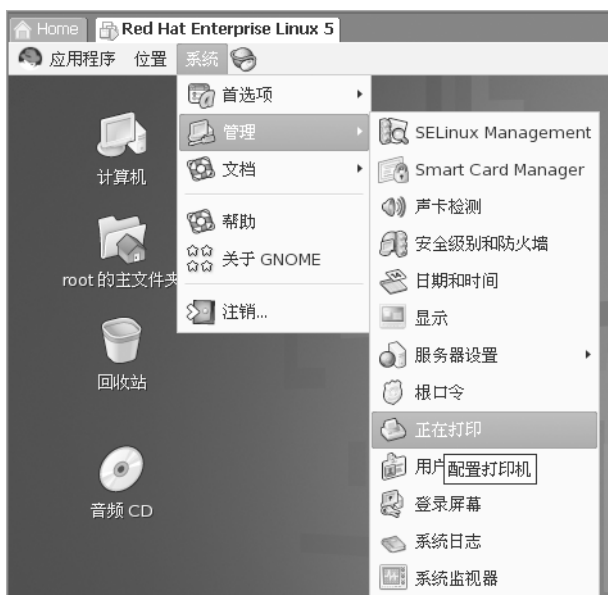 Home
Red Hat Enterprise Linux 5
应用程序 位置 系统
首选项
管理
文档
帮助
关于 GNOME
注销...
SELinux Management
Smart Card Manager
声卡检测
安全级别和防火墙
日期和时间
显示
服务器设置
根口令
正在打印
用户
配置打印机
登录屏幕
系统日志
系统监视器
计算机
root 的主文件夹
回收站
音频 CD